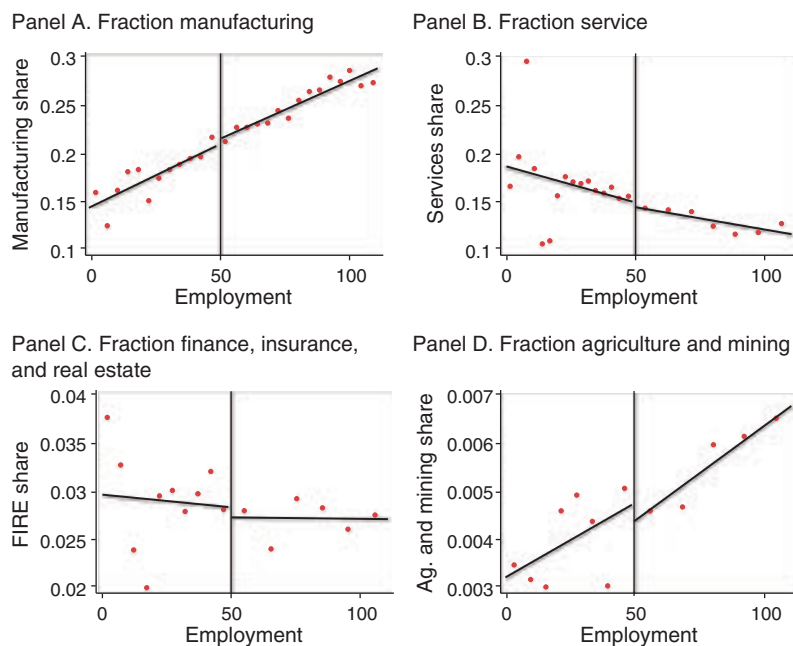 Panel A. Fraction manufacturing
Manufacturing share
0.3
0.25
0.2
0.15
0.1
0
50
100
Employment
Panel B. Fraction service
Services share
0.3
0.25
0.2
0.15
0.1
0
50
100
Employment
Panel C. Fraction finance, insurance,
and real estate
FIRE share
0.04
0.035
0.03
0.025
0.02
0
50
100
Employment
Panel D. Fraction agriculture and mining
Ag. and mining share
0.007
0.006
0.005
0.004
0.003
0
50
100
Employment